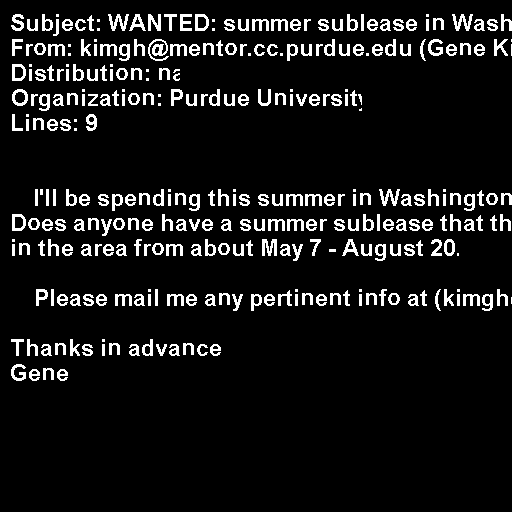 Subject: WANTED: summer sublease in Wash
From: kimgh@mentor.cc.purdue.edu (Gene Ki
Distribution: na
Organization: Purdue University
Lines: 9
I'll be spending this summer in Washington
Does anyone have a summer sublease that th
in the area from about May 7 - August 20.
Please mail me any pertinent info at (kimgh
Thanks in advance
Gene